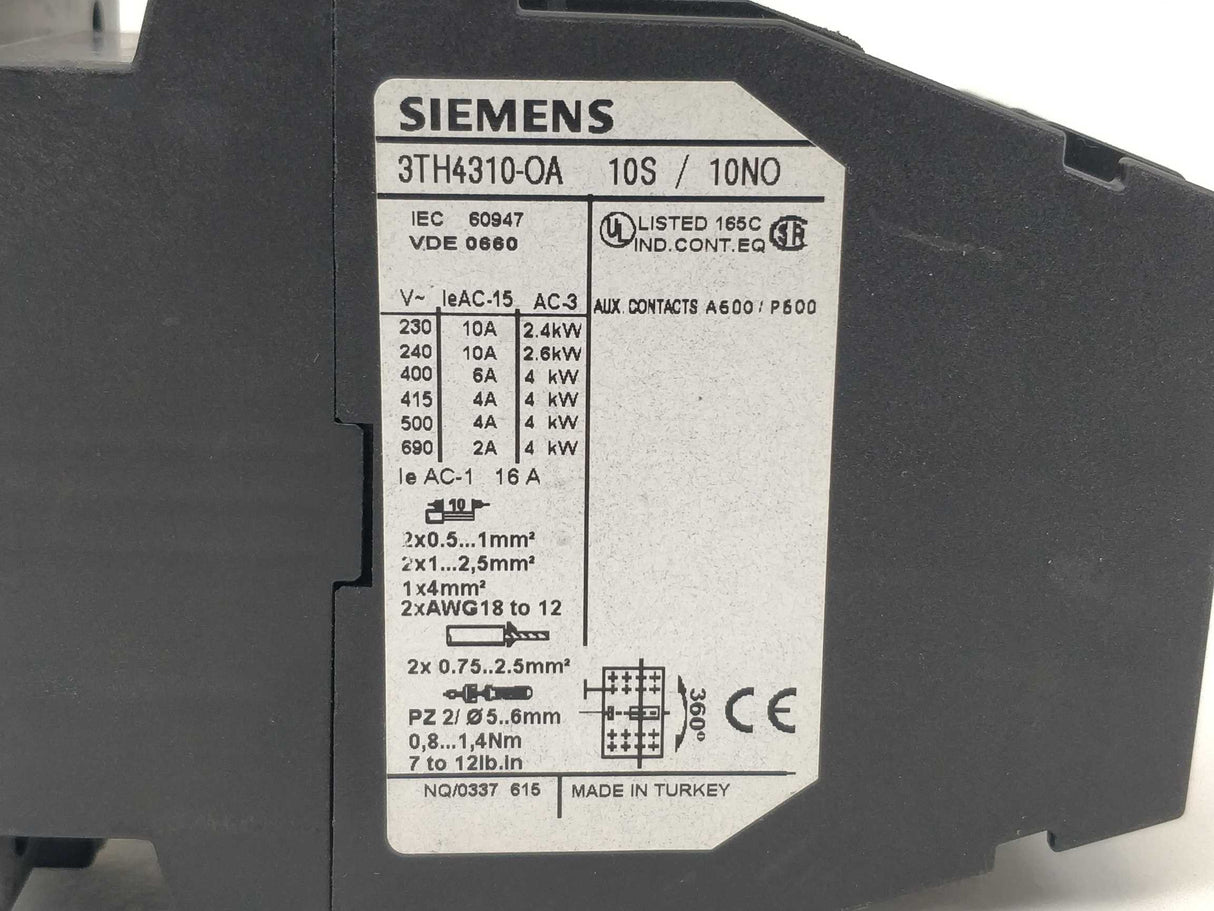 SIEMENS
3TH4310-OA 10S / 10NO
IEC 60947
VDE 0660
UL LISTED 165C
IND.CONT.EQ
AUX. CONTACTS A600 / P600
V~ IeAC-15 AC-3
230 10A 2.4kW
240 10A 2.6kW
400 6A 4 kW
415 4A 4 kW
500 4A 4 kW
690 2A 4 kW
Ie AC-1 16 A
10
2x0.5...1mm²
2x1...2,5mm²
1x4mm²
2xAWG18 to 12
2x 0.75..2.5mm²
PZ 2/ Ø5..6mm
0,8...1,4Nm
7 to 12lb.in
360°
CE
NQ/0337 615
MADE IN TURKEY